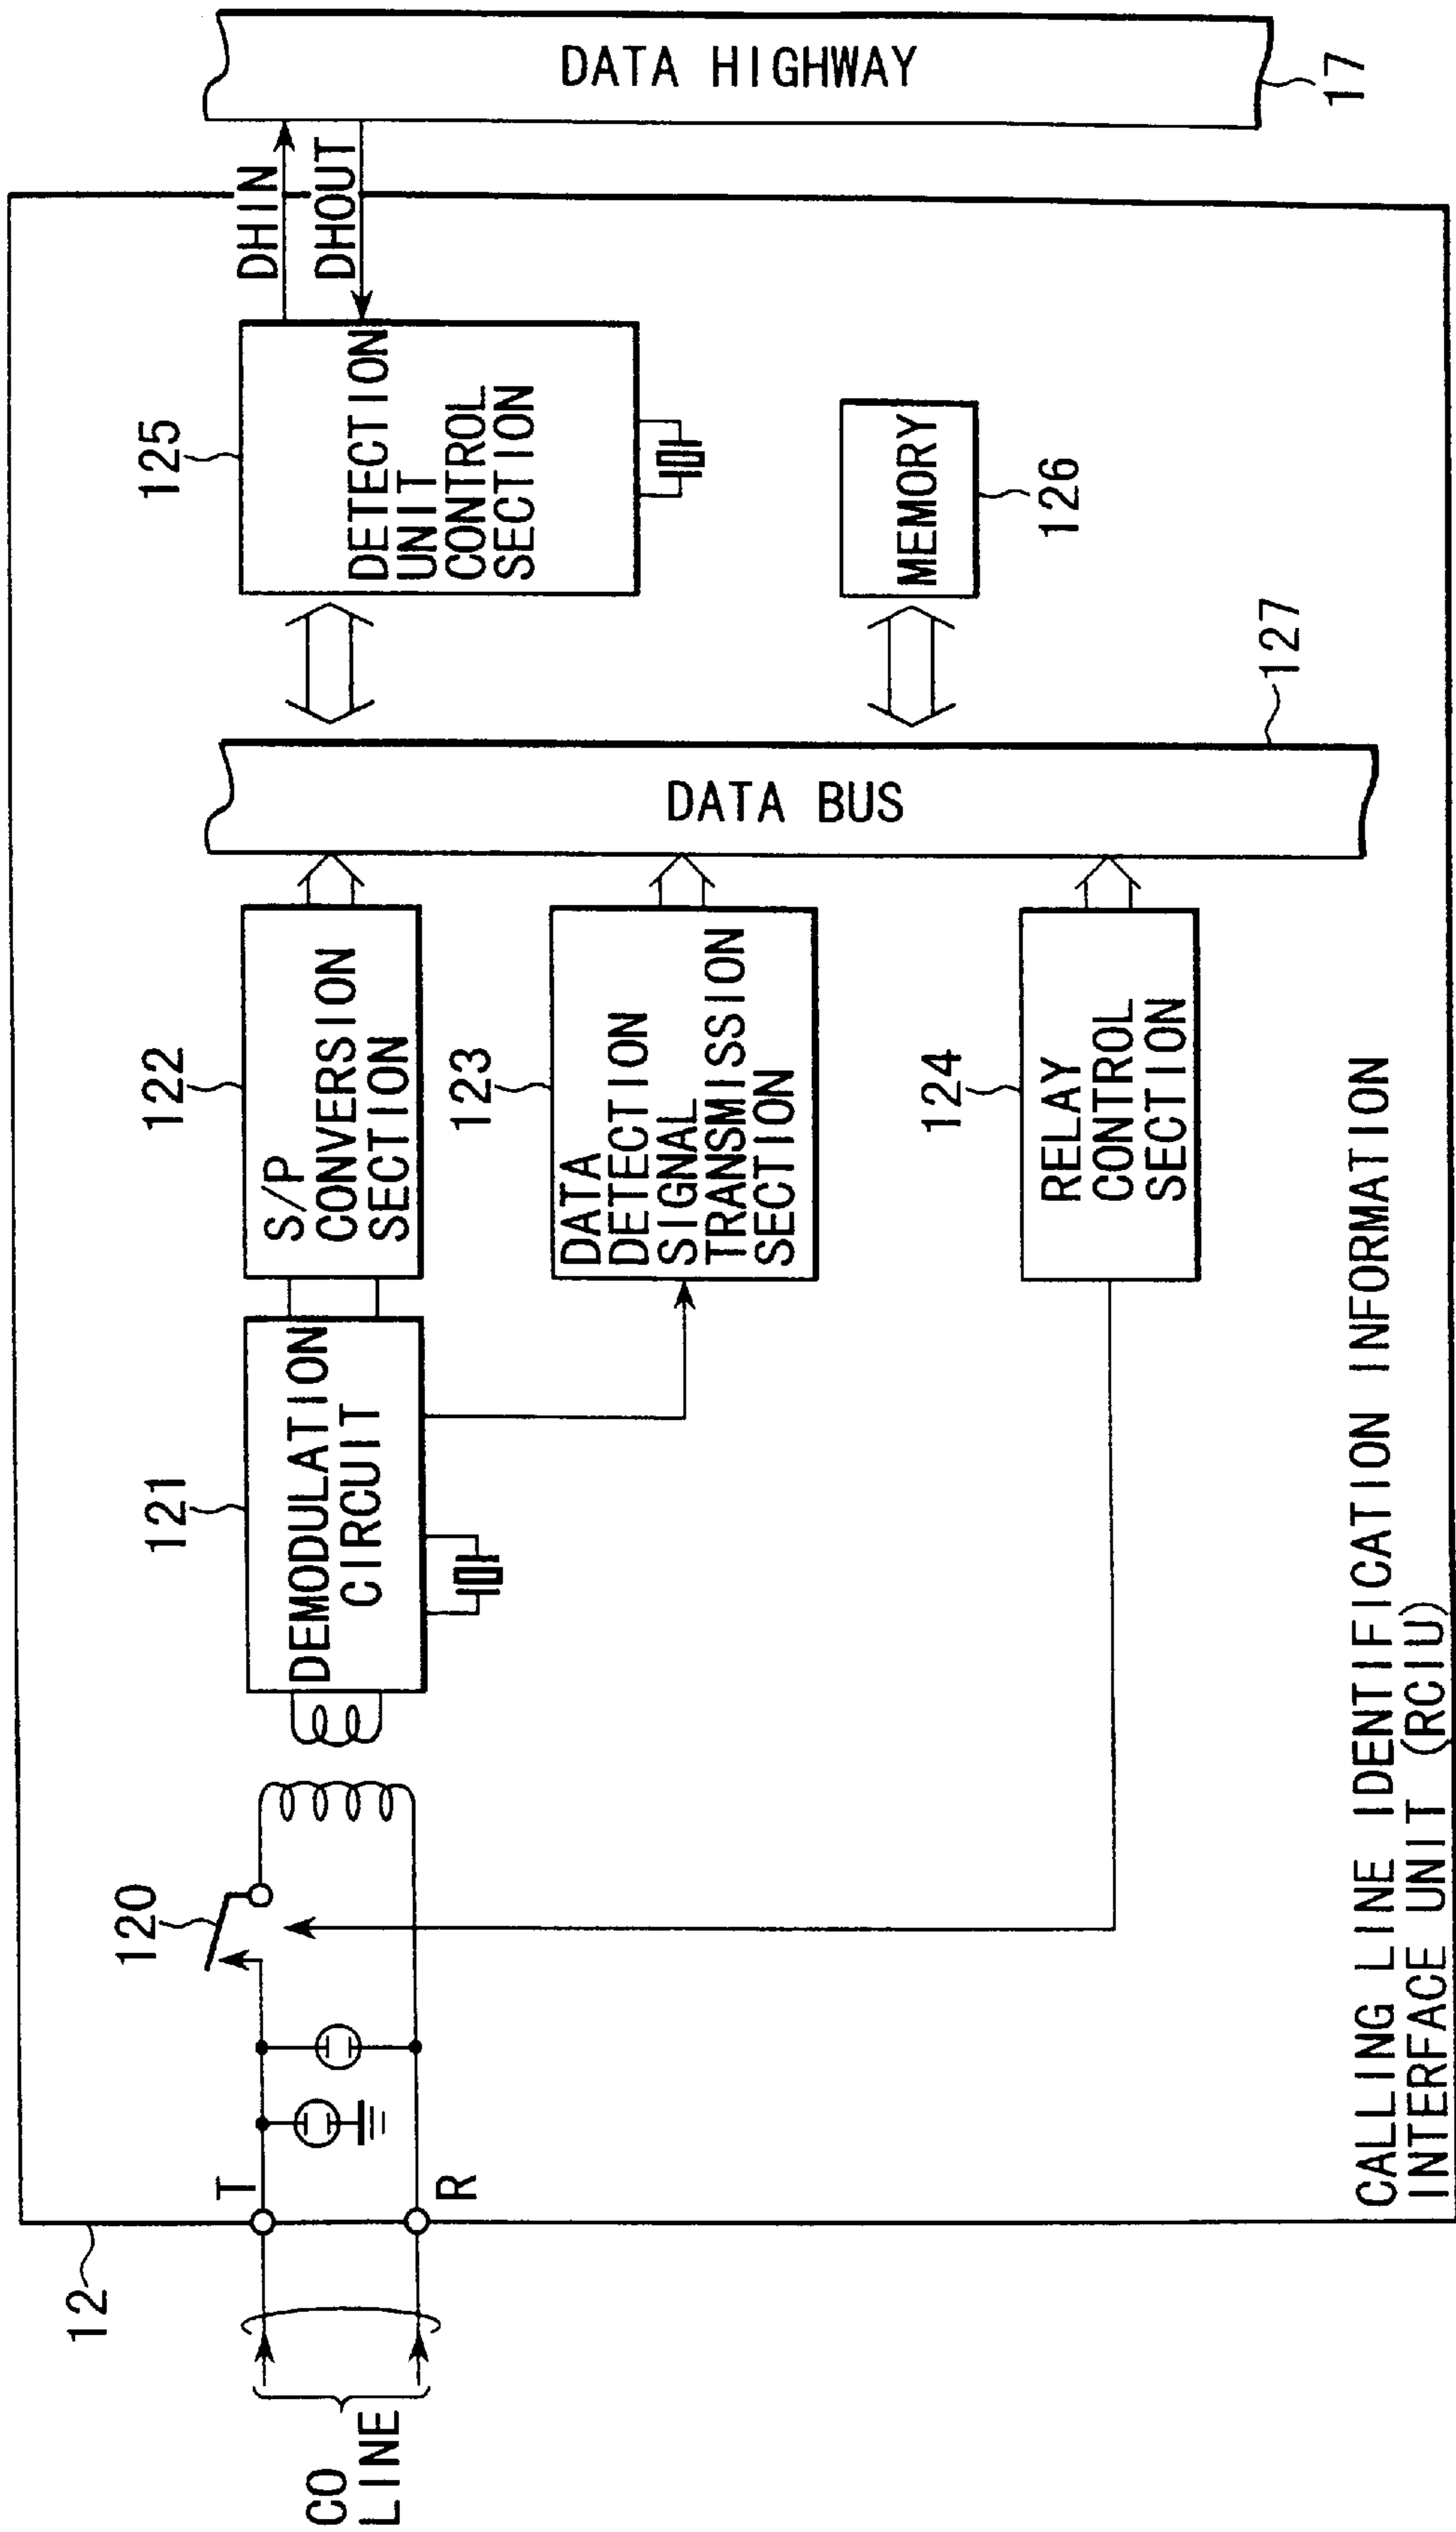 CO
LINE
12
T
R
120
121
DEMODULATION
CIRCUIT
122
S/P
CONVERSION
SECTION
123
DATA
DETECTION
SIGNAL
TRANSMISSION
SECTION
124
RELAY
CONTROL
SECTION
DATA BUS
127
125
DETECTION
UNIT
CONTROL
SECTION
MEMORY
126
DHIN
DHOUT
DATA HIGHWAY
17
CALLING LINE IDENTIFICATION INFORMATION
INTERFACE UNIT (RCIU)